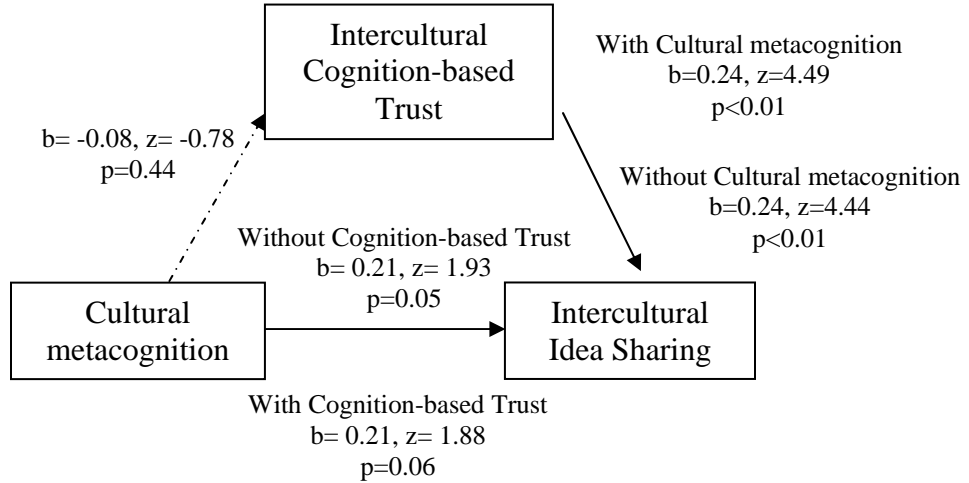 Intercultural
Cognition-based
Trust
With Cultural metacognition
b=0.24, z=4.49
p<0.01
b= -0.08, z= -0.78
p=0.44
Without Cultural metacognition
b=0.24, z=4.44
p<0.01
Without Cognition-based Trust
b= 0.21, z= 1.93
p=0.05
Cultural
metacognition
Intercultural
Idea Sharing
With Cognition-based Trust
b= 0.21, z= 1.88
p=0.06